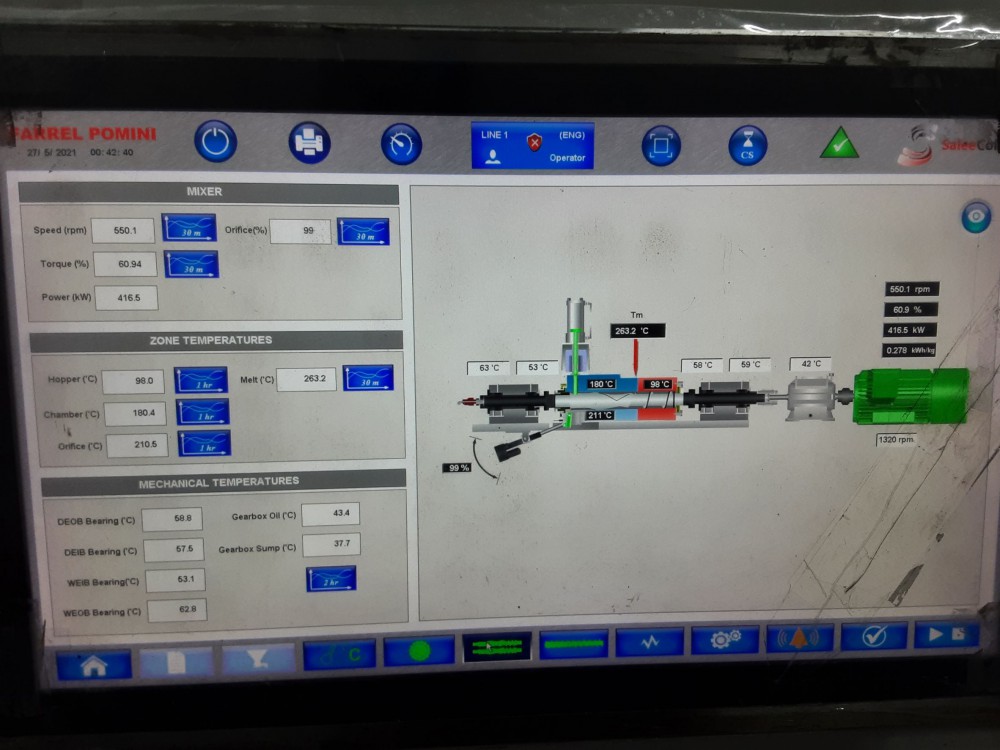 FARREL POMINI
27/ 5/ 2021 00:42:40
LINE 1 (ENG)
Operator
CS
SaleeCol
MIXER
Speed (rpm) 550.1 30 m Orifice(%) 99 30 m
Torque (%) 60.94 30 m
Power (kW) 416.5
ZONE TEMPERATURES
Hopper (°C) 98.0 1 hr Melt (°C) 263.2 30 m
Chamber (°C) 180.4 1 hr
Orifice (°C) 210.5 1 hr
MECHANICAL TEMPERATURES
DEOB Bearing (°C) 58.8 Gearbox Oil (°C) 43.4
DEIB Bearing (°C) 57.5 Gearbox Sump (°C) 37.7
WEIB Bearing(°C) 53.1 2 hr
WEOB Bearing (°C) 62.8
550.1 rpm
60.9 %
416.5 kW
0.278 kWh/kg
Tm
263.2 °C
63 °C 53 °C 58 °C 59 °C 42 °C
180 °C 98 °C
211 °C
1320 rpm
99 %
C